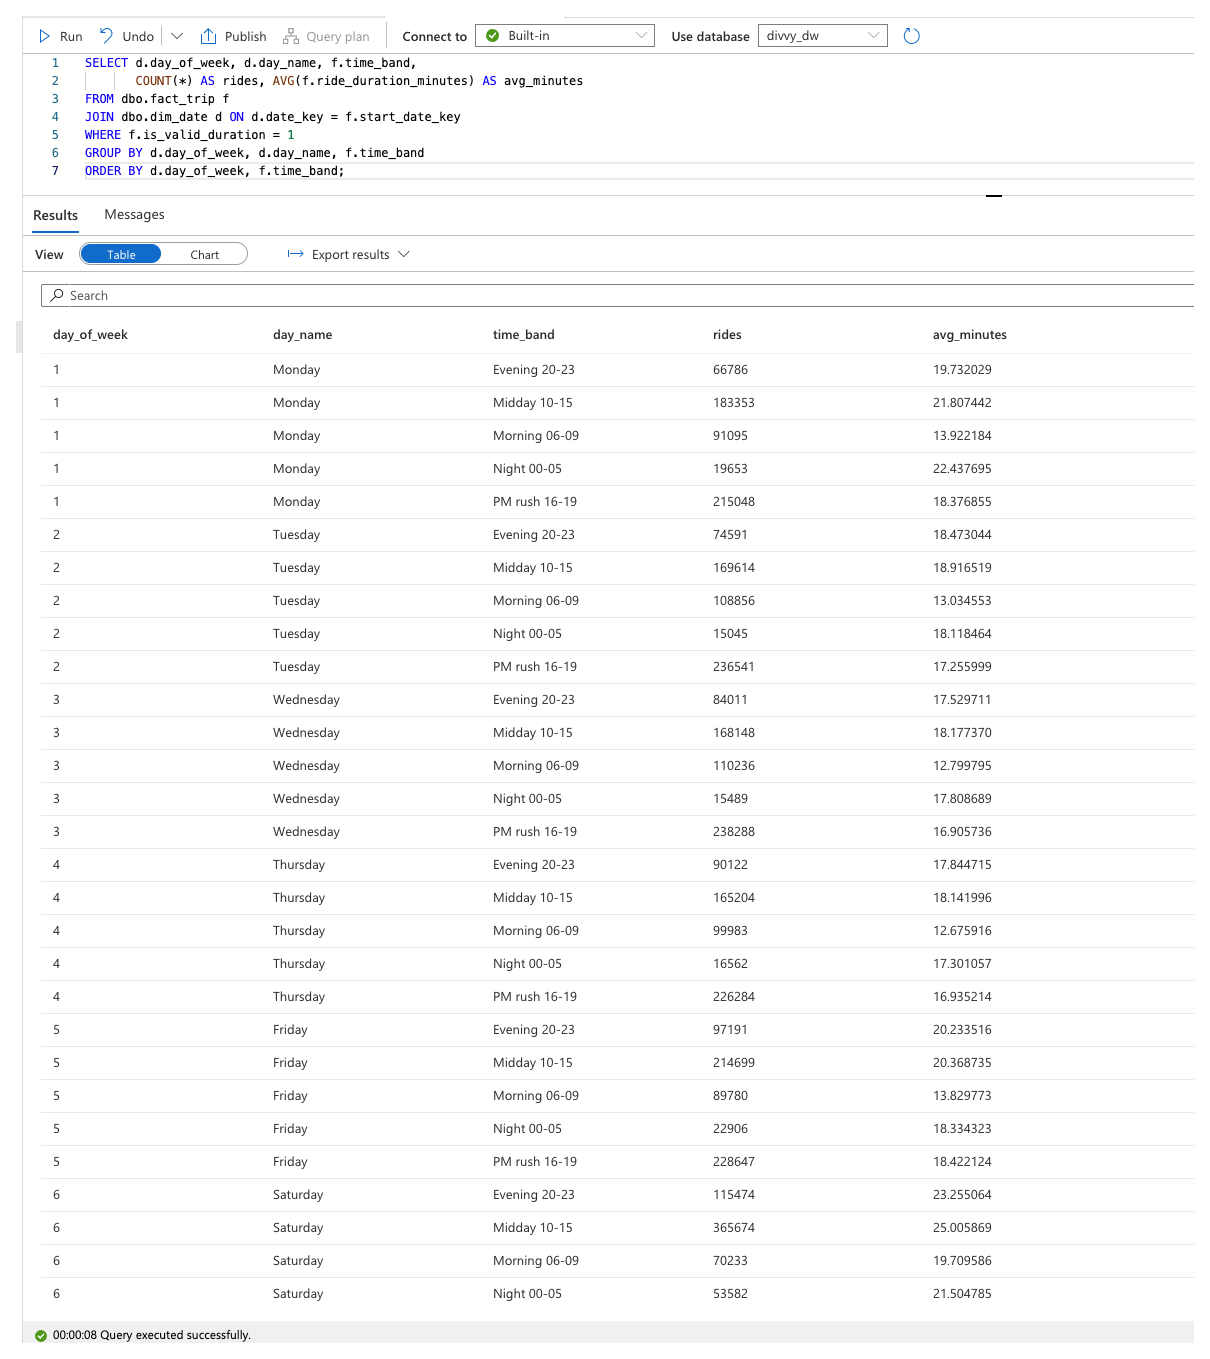 Run Undo Publish Query plan Connect to Built-in Use database divvy_dw
1 SELECT d.day_of_week, d.day_name, f.time_band,
2 COUNT(*) AS rides, AVG(f.ride_duration_minutes) AS avg_minutes
3 FROM dbo.fact_trip f
4 JOIN dbo.dim_date d ON d.date_key = f.start_date_key
5 WHERE f.is_valid_duration = 1
6 GROUP BY d.day_of_week, d.day_name, f.time_band
7 ORDER BY d.day_of_week, f.time_band;
Results Messages
View Table Chart Export results
Search
day_of_week day_name time_band rides avg_minutes
1 Monday Evening 20-23 66786 19.732029
1 Monday Midday 10-15 183353 21.807442
1 Monday Morning 06-09 91095 13.922184
1 Monday Night 00-05 19653 22.437695
1 Monday PM rush 16-19 215048 18.376855
2 Tuesday Evening 20-23 74591 18.473044
2 Tuesday Midday 10-15 169614 18.916519
2 Tuesday Morning 06-09 108856 13.034553
2 Tuesday Night 00-05 15045 18.118464
2 Tuesday PM rush 16-19 236541 17.255999
3 Wednesday Evening 20-23 84011 17.529711
3 Wednesday Midday 10-15 168148 18.177370
3 Wednesday Morning 06-09 110236 12.799795
3 Wednesday Night 00-05 15489 17.808689
3 Wednesday PM rush 16-19 238288 16.905736
4 Thursday Evening 20-23 90122 17.844715
4 Thursday Midday 10-15 165204 18.141996
4 Thursday Morning 06-09 99983 12.675916
4 Thursday Night 00-05 16562 17.301057
4 Thursday PM rush 16-19 226284 16.935214
5 Friday Evening 20-23 97191 20.233516
5 Friday Midday 10-15 214699 20.368735
5 Friday Morning 06-09 89780 13.829773
5 Friday Night 00-05 22906 18.334323
5 Friday PM rush 16-19 228647 18.422124
6 Saturday Evening 20-23 115474 23.255064
6 Saturday Midday 10-15 365674 25.005869
6 Saturday Morning 06-09 70233 19.709586
6 Saturday Night 00-05 53582 21.504785
00:00:08 Query executed successfully.